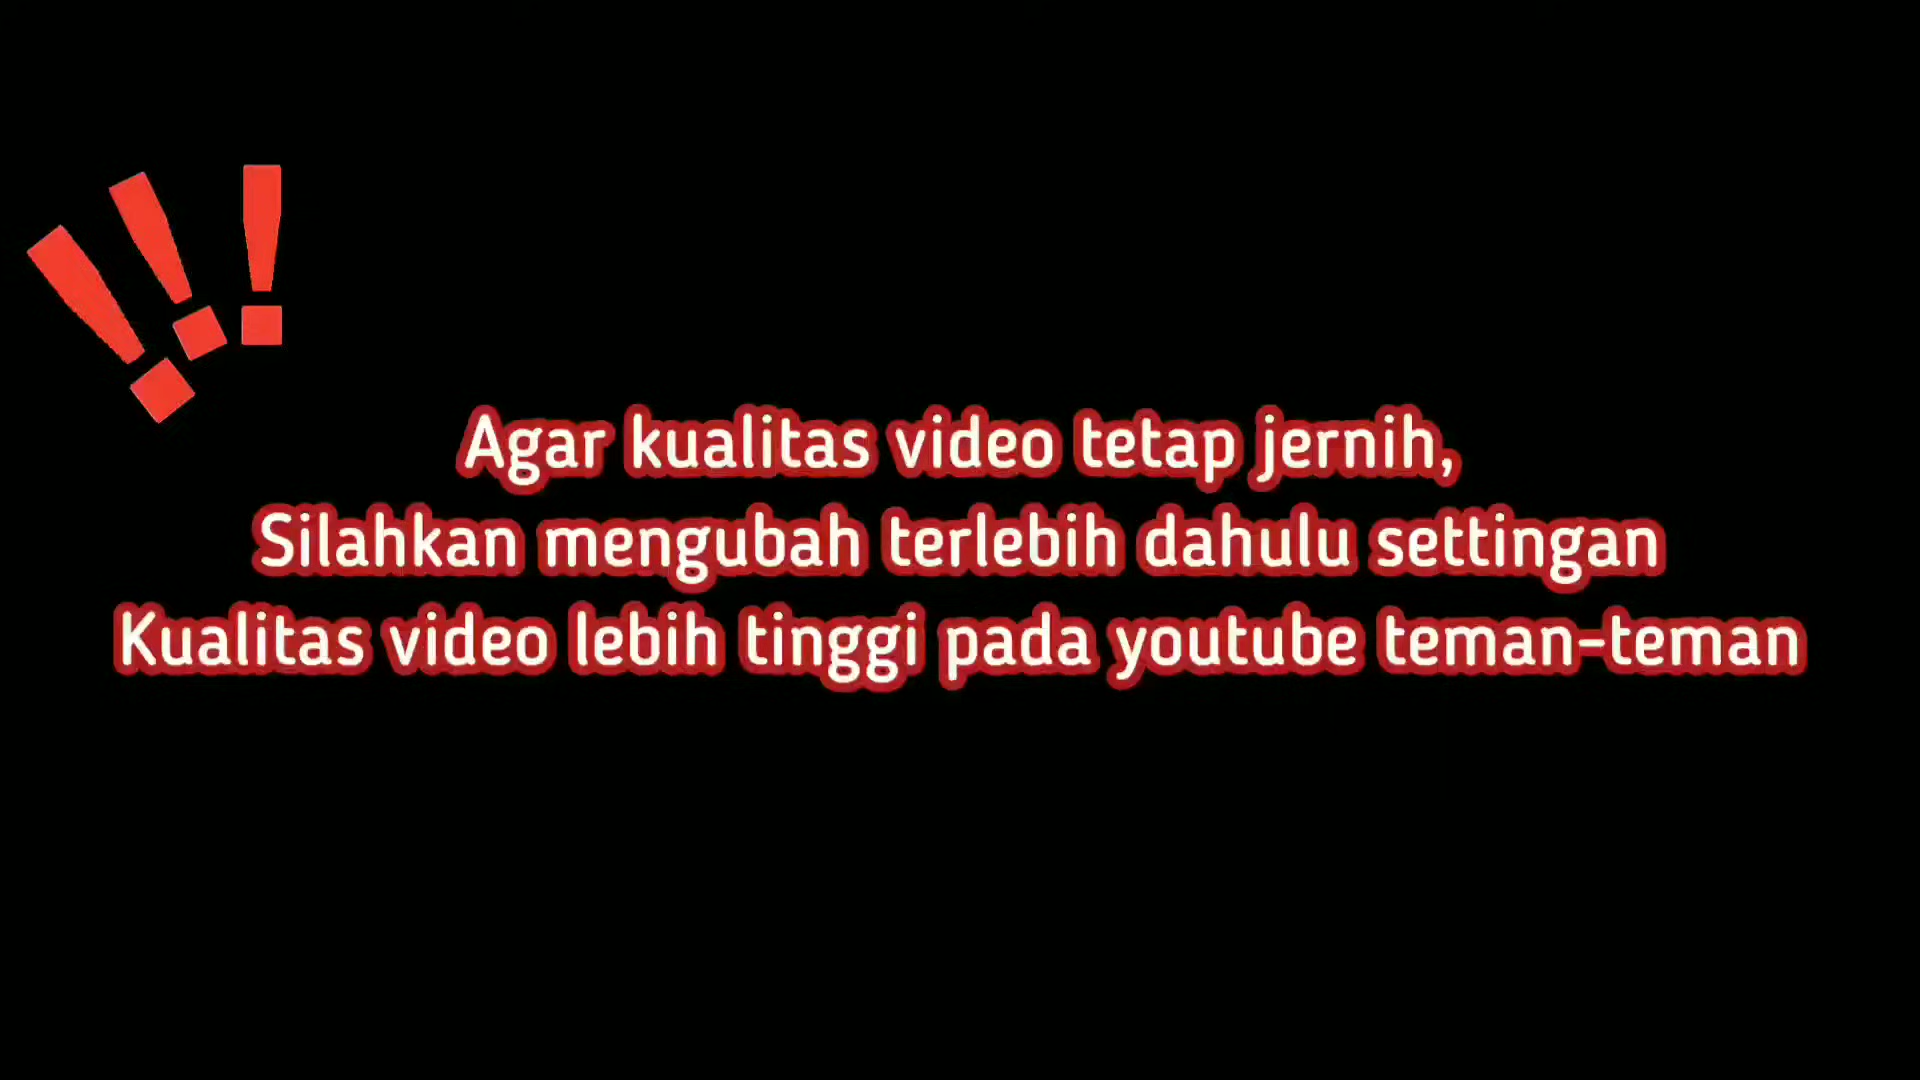 Agar kualitas video tetap jernih,
Silahkan mengubah terlebih dahulu settingan
Kualitas video lebih tinggi pada youtube teman-teman